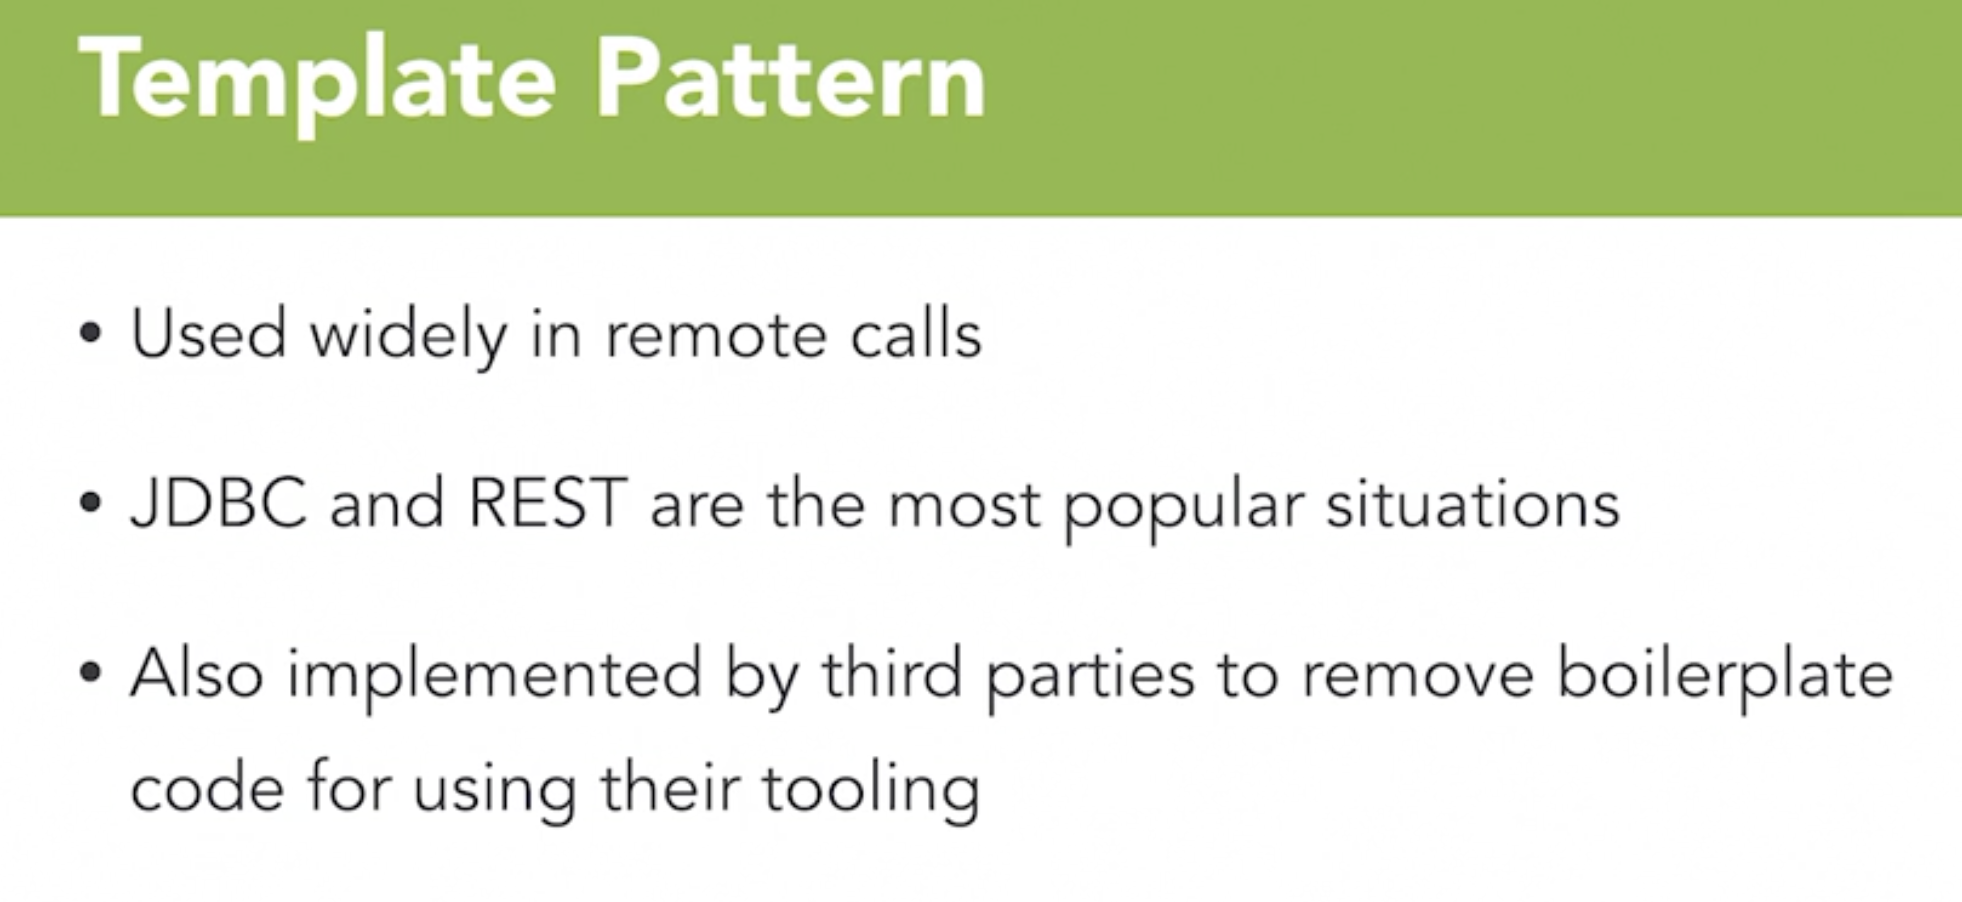 Template Pattern
• Used widely in remote calls
• JDBC and REST are the most popular situations
• Also implemented by third parties to remove boilerplate
code for using their tooling